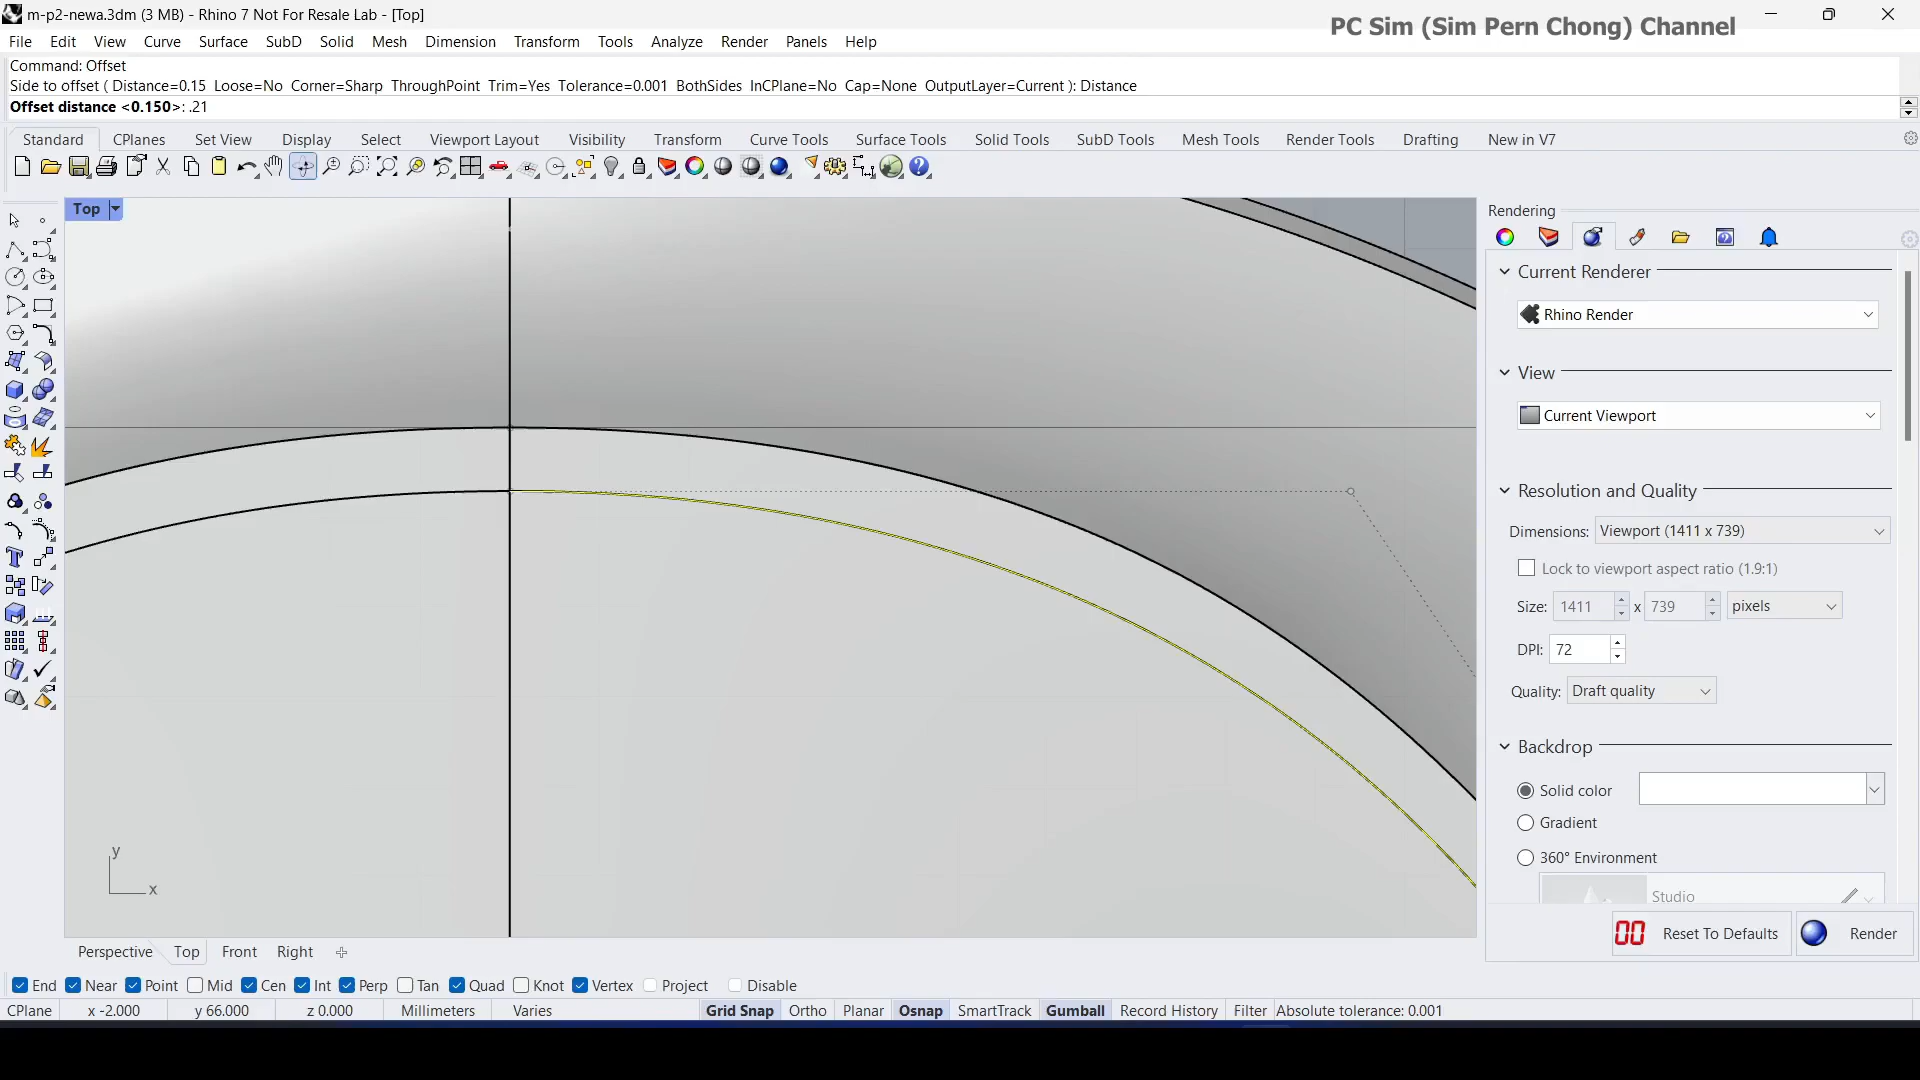 m-p2-newa.3dm (3 MB) - Rhino 7 Not For Resale Lab - [Top]
PC Sim (Sim Pern Chong) Channel
File Edit View Curve Surface SubD Solid Mesh Dimension Transform Tools Analyze Render Panels Help
Command: Offset
Side to offset ( Distance=0.15 Loose=No Corner=Sharp ThroughPoint Trim=Yes Tolerance=0.001 BothSides InCPlane=No Cap=None OutputLayer=Current ): Distance
Offset distance <0.150>: .21
Standard CPlanes Set View Display Select Viewport Layout Visibility Transform Curve Tools Surface Tools Solid Tools SubD Tools Mesh Tools Render Tools Drafting New in V7
Top
Rendering
Current Renderer
Rhino Render
View
Current Viewport
Resolution and Quality
Dimensions: Viewport (1411 x 739)
Lock to viewport aspect ratio (1.9:1)
Size: 1411 x 739 pixels
DPI: 72
Quality: Draft quality
Backdrop
Solid color
Gradient
360° Environment
Studio
y
x
Reset To Defaults Render
Perspective Top Front Right
End Near Point Mid Cen Int Perp Tan Quad Knot Vertex Project Disable
CPlane x -2.000 y 66.000 z 0.000 Millimeters Varies Grid Snap Ortho Planar Osnap SmartTrack Gumball Record History Filter Absolute tolerance: 0.001